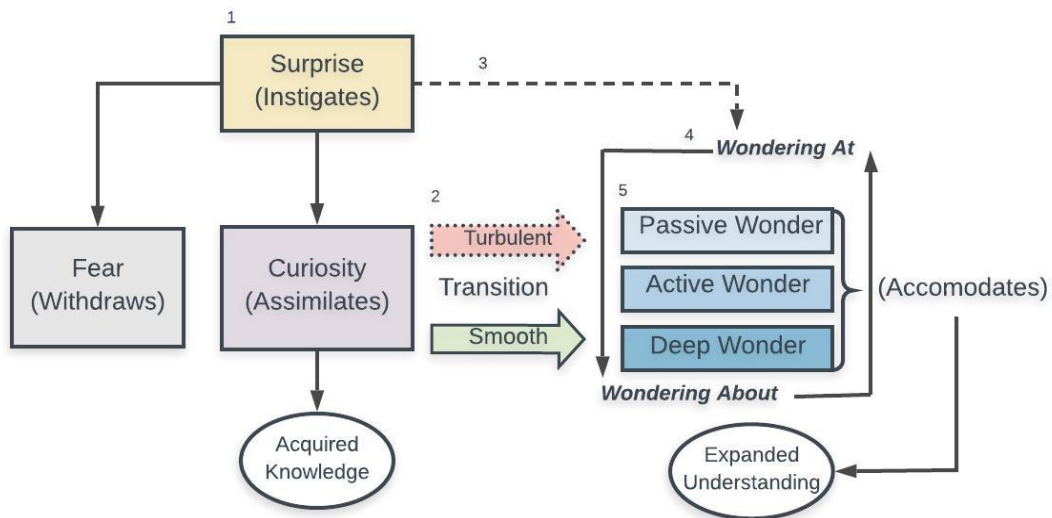 1
Surprise
(Instigates)
3
4
Wondering At
2
5
Turbulent
Passive Wonder
Fear
(Withdraws)
Curiosity
(Assimilates)
Transition
Active Wonder
(Accomodates)
Smooth
Deep Wonder
Wondering About
Acquired
Knowledge
Expanded
Understanding